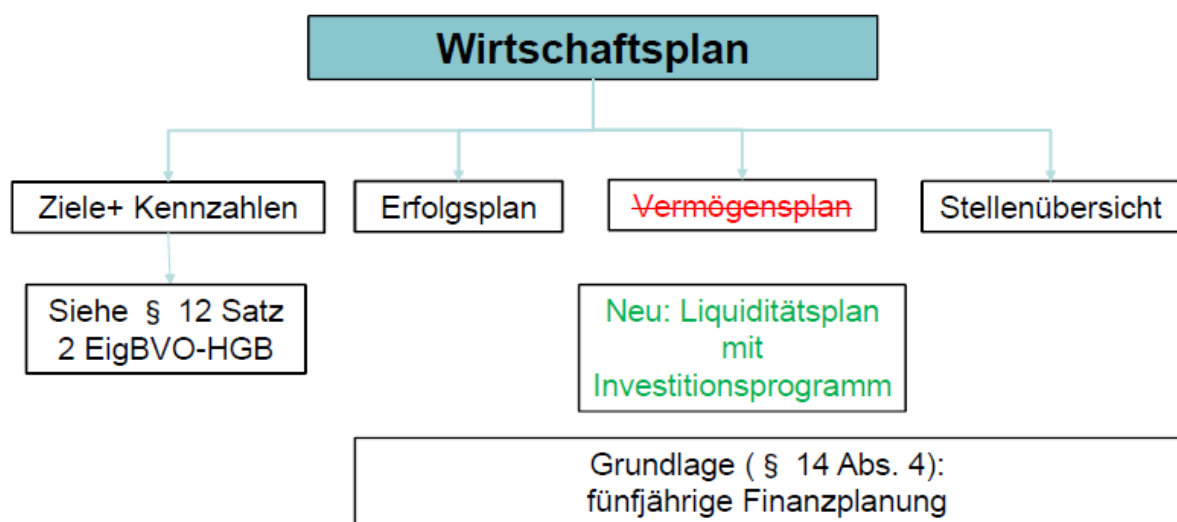 Wirtschaftsplan
Ziele+ Kennzahlen
Erfolgsplan
Vermögensplan
Stellenübersicht
Siehe § 12 Satz
2 EigBVO-HGB
Neu: Liquiditätsplan
mit
Investitionsprogramm
Grundlage ( § 14 Abs. 4):
fünfjährige Finanzplanung